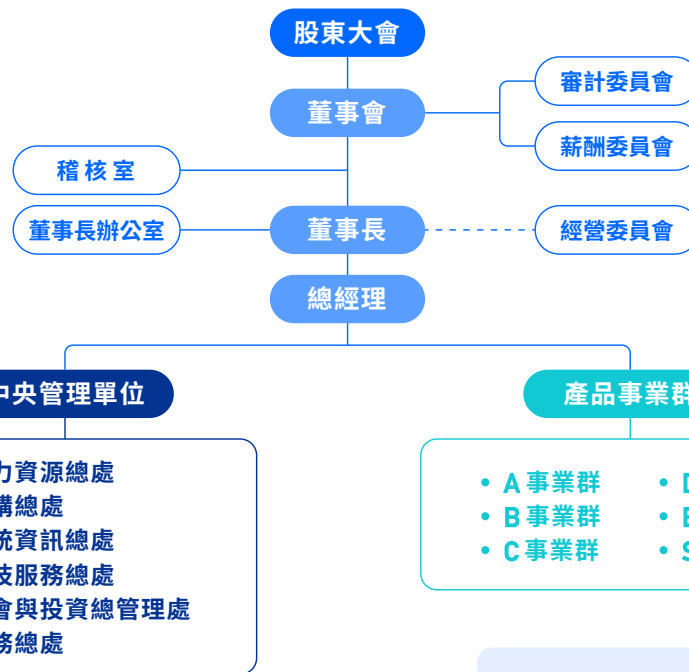 股東大會
董事會
審計委員會
薪酬委員會
稽核室
董事長辦公室
董事長
經營委員會
總經理
中央管理單位
力資源總處
購總處
統資訊總處
技服務總處
會與投資總管理處
務總處
產品事業群
• A事業群
• B事業群
• C事業群
• D
• E
• S